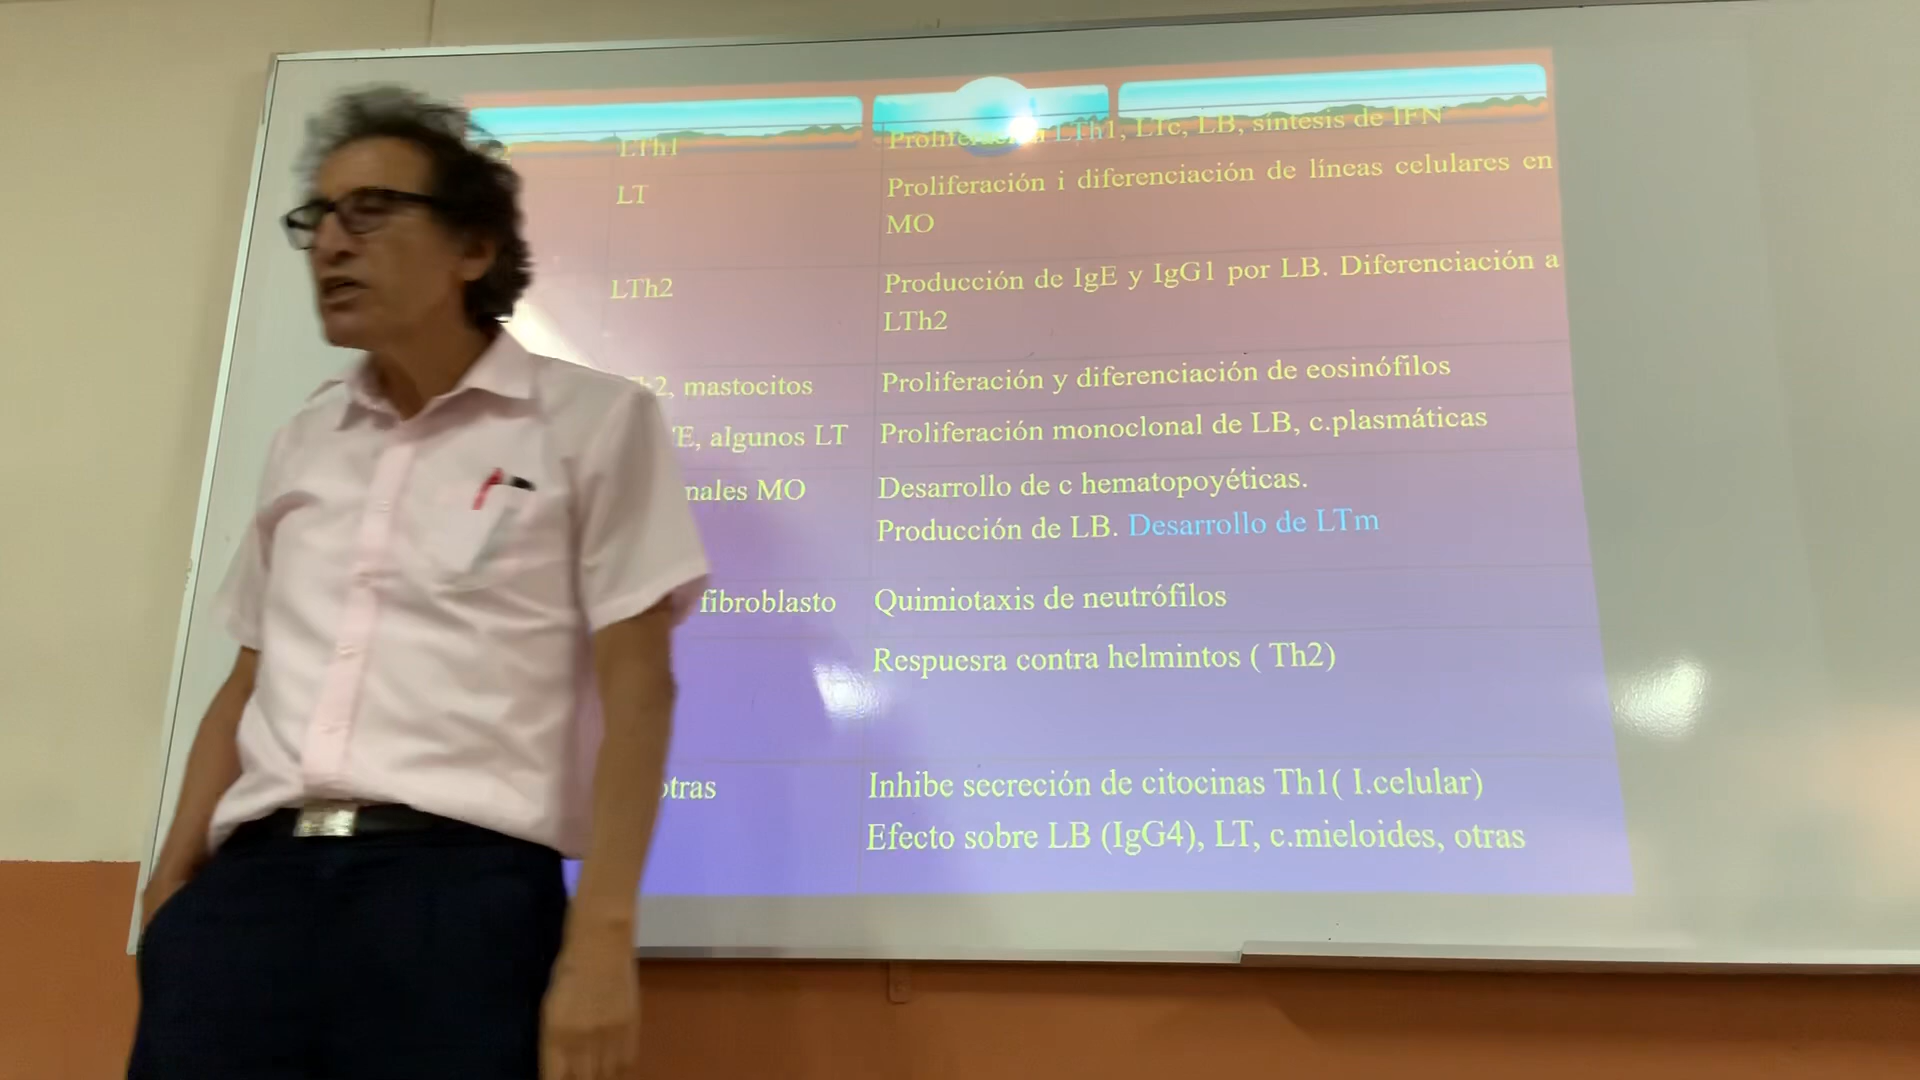 LTh1 Proliferación LTh1, LTc, LB, síntesis de IFN
LT Proliferación i diferenciación de líneas celulares en
MO
LTh2 Producción de IgE y IgG1 por LB. Diferenciación a
LTh2
mastocitos Proliferación y diferenciación de eosinófilos
algunos LT Proliferación monoclonal de LB, c.plasmáticas
MO Desarrollo de c hematopoyéticas.
Producción de LB. Desarrollo de LTm
fibroblasto Quimiotaxis de neutrófilos
Respuesra contra helmintos ( Th2)
otras Inhibe secreción de citocinas Th1( I.celular)
Efecto sobre LB (IgG4), LT, c.mieloides, otras